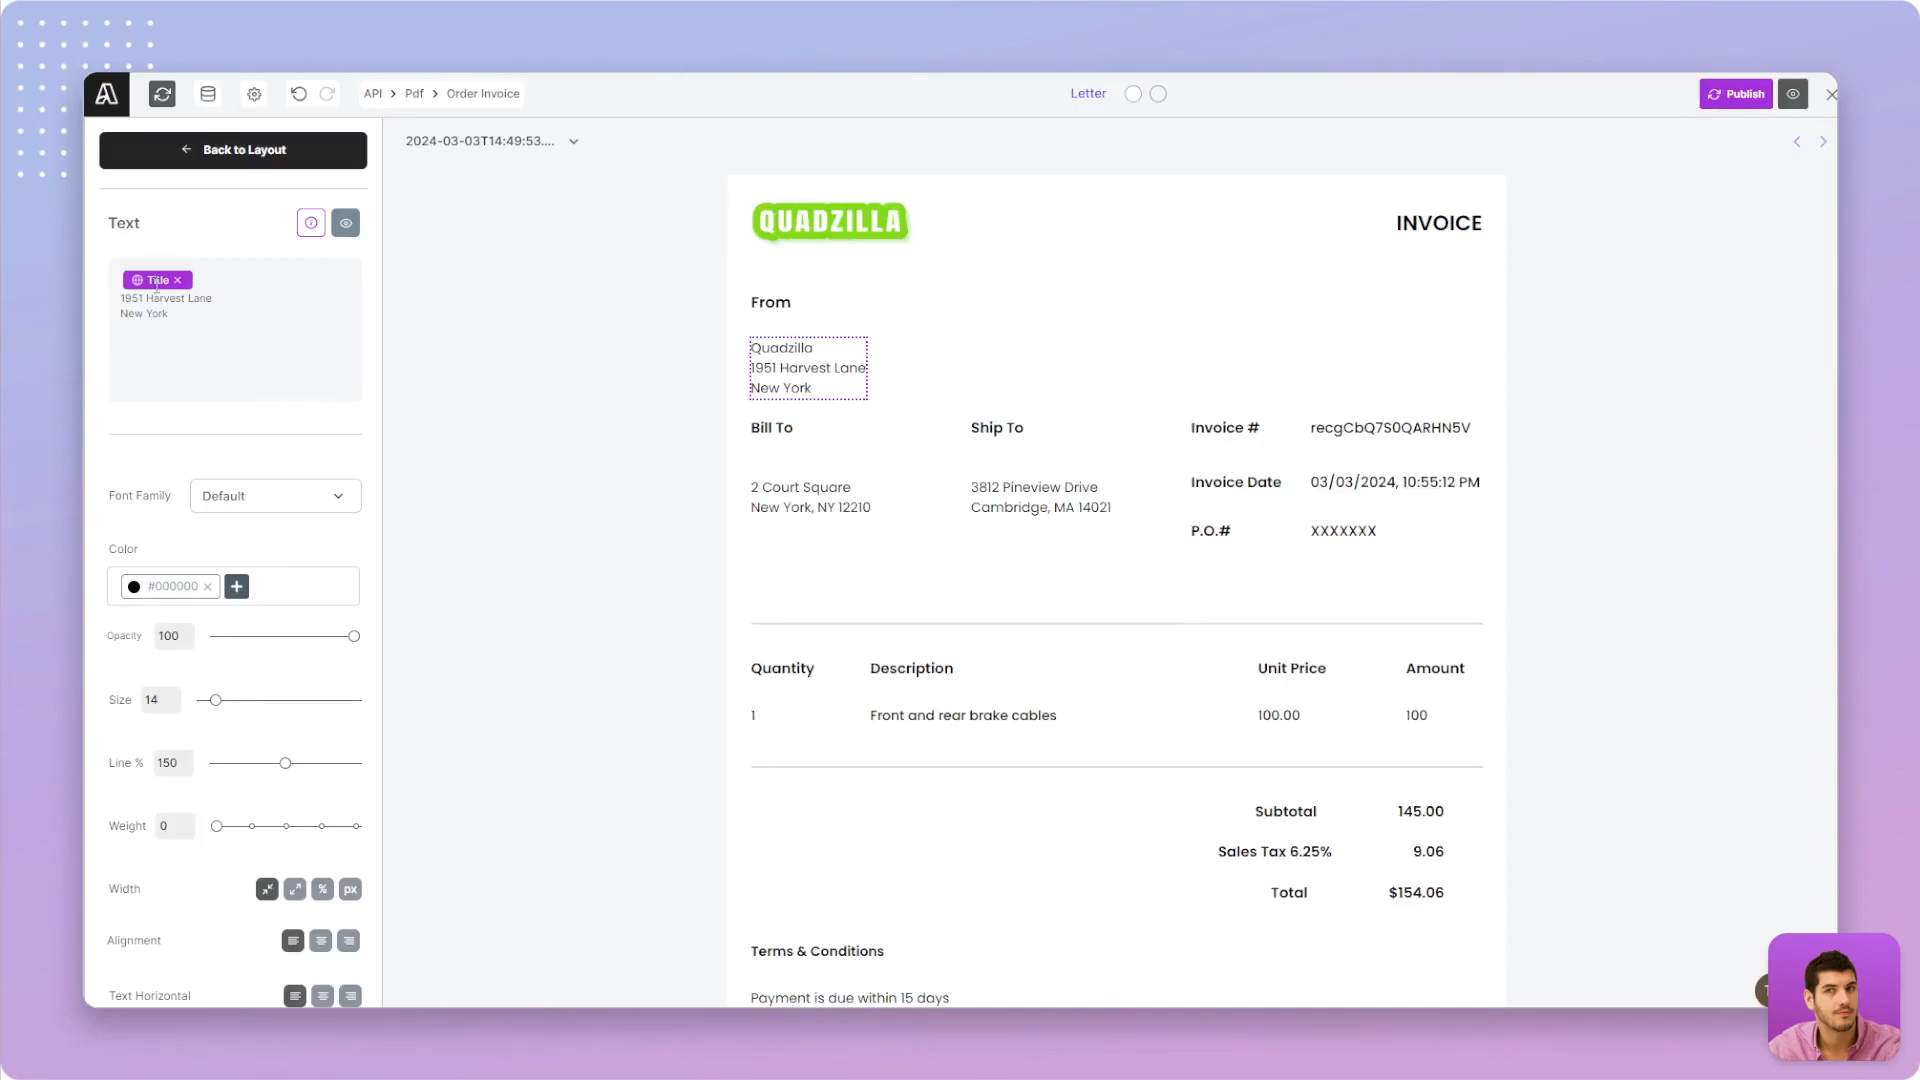 API > Pdf > Order Invoice
Letter
Publish
Back to Layout
2024-03-03T14:49:53....
Text
Title
1951 Harvest Lane
New York
Font Family
Default
Color
#000000
Opacity 100
Size 14
Line % 150
Weight 0
Width
%
px
Alignment
Text Horizontal
QUADZILLA
INVOICE
From
Quadzilla
1951 Harvest Lane
New York
Bill To
2 Court Square
New York, NY 12210
Ship To
3812 Pineview Drive
Cambridge, MA 14021
Invoice # recgCbQ7S0QARHN5V
Invoice Date 03/03/2024, 10:55:12 PM
P.O.# XXXXXXX
Quantity Description Unit Price Amount
1 Front and rear brake cables 100.00 100
Subtotal 145.00
Sales Tax 6.25% 9.06
Total $154.06
Terms & Conditions
Payment is due within 15 days